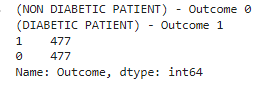 (NON DIABETIC PATIENT) - Outcome 0
(DIABETIC PATIENT) - Outcome 1
1    477
0    477
Name: Outcome, dtype: int64